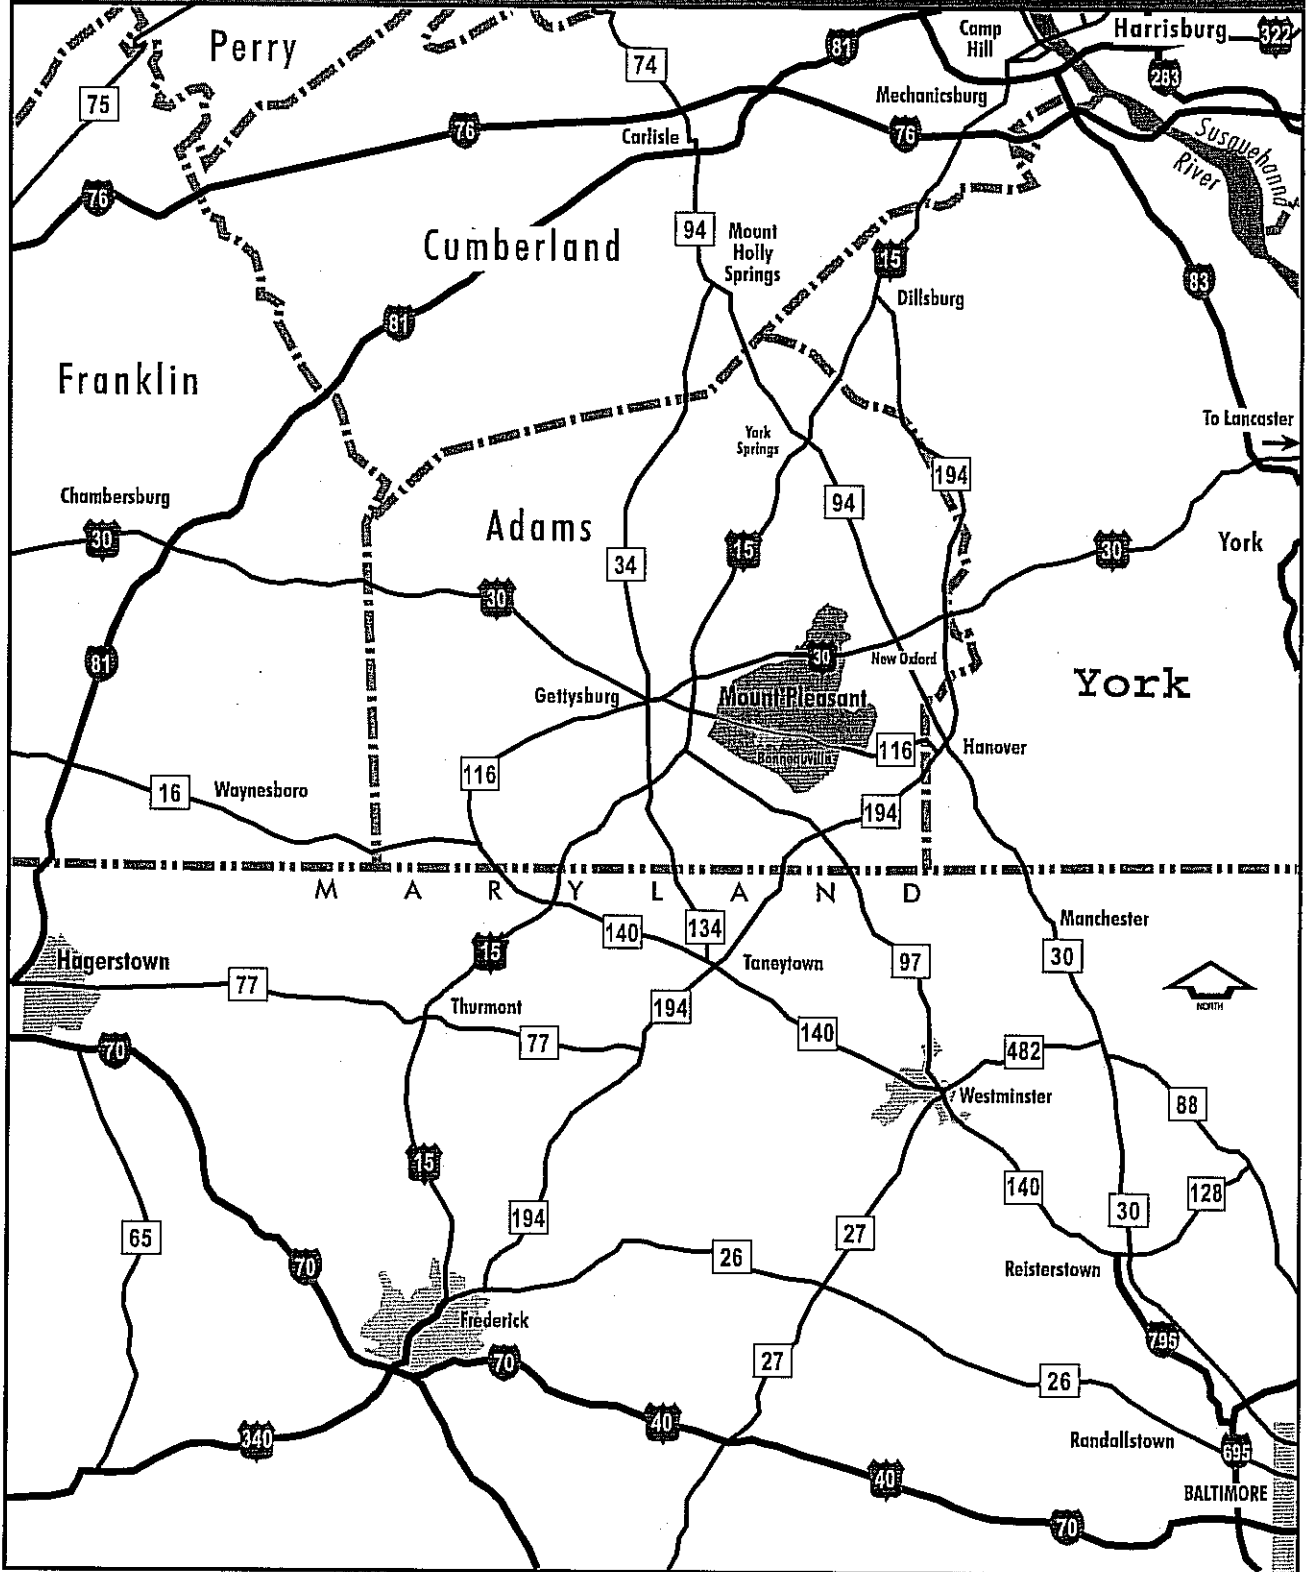 Perry
75
74
81
Camp
Hill
Harrisburg
322
283
Mechanicsburg
76
Carlisle
76
Susquehanna
River
76
Cumberland
94
Mount
Holly
Springs
15
Dillsburg
83
81
Franklin
To Lancaster
York
Springs
194
Chambersburg
94
30
Adams
15
30
York
34
30
81
30
New Oxford
York
Gettysburg
Mount Pleasant
116
Hanover
Bonneauville
116
16
Waynesboro
194
M A R Y L A N D
Manchester
140
134
15
30
Hagerstown
Taneytown
97
77
NORTH
Thurmont
194
140
77
482
70
Westminster
88
15
140
128
194
30
65
27
26
70
Reisterstown
Frederick
795
70
27
26
40
340
Randallstown
695
40
BALTIMORE
70